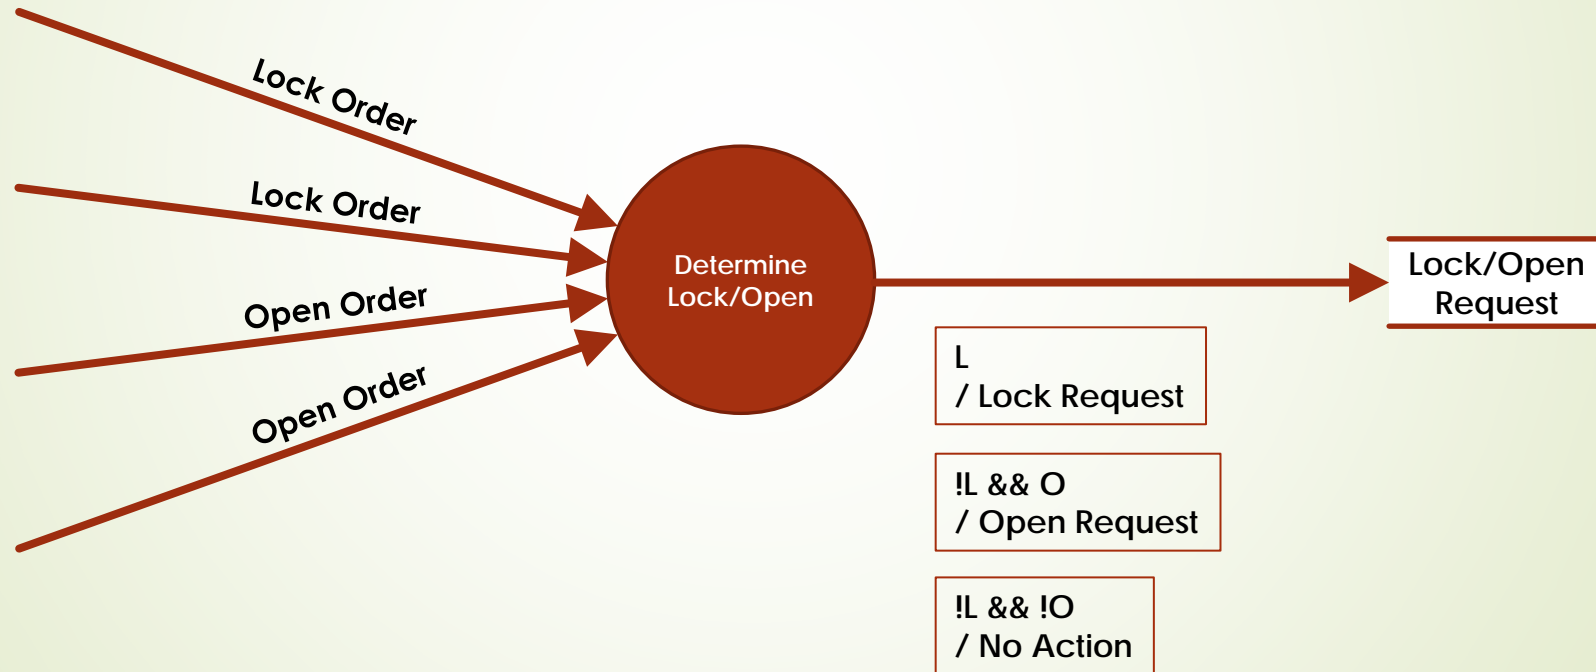 Lock Order
Lock Order
Open Order
Open Order
Determine
Lock/Open
Lock/Open
Request
L
/ Lock Request
!L && O
/ Open Request
!L && !O
/ No Action